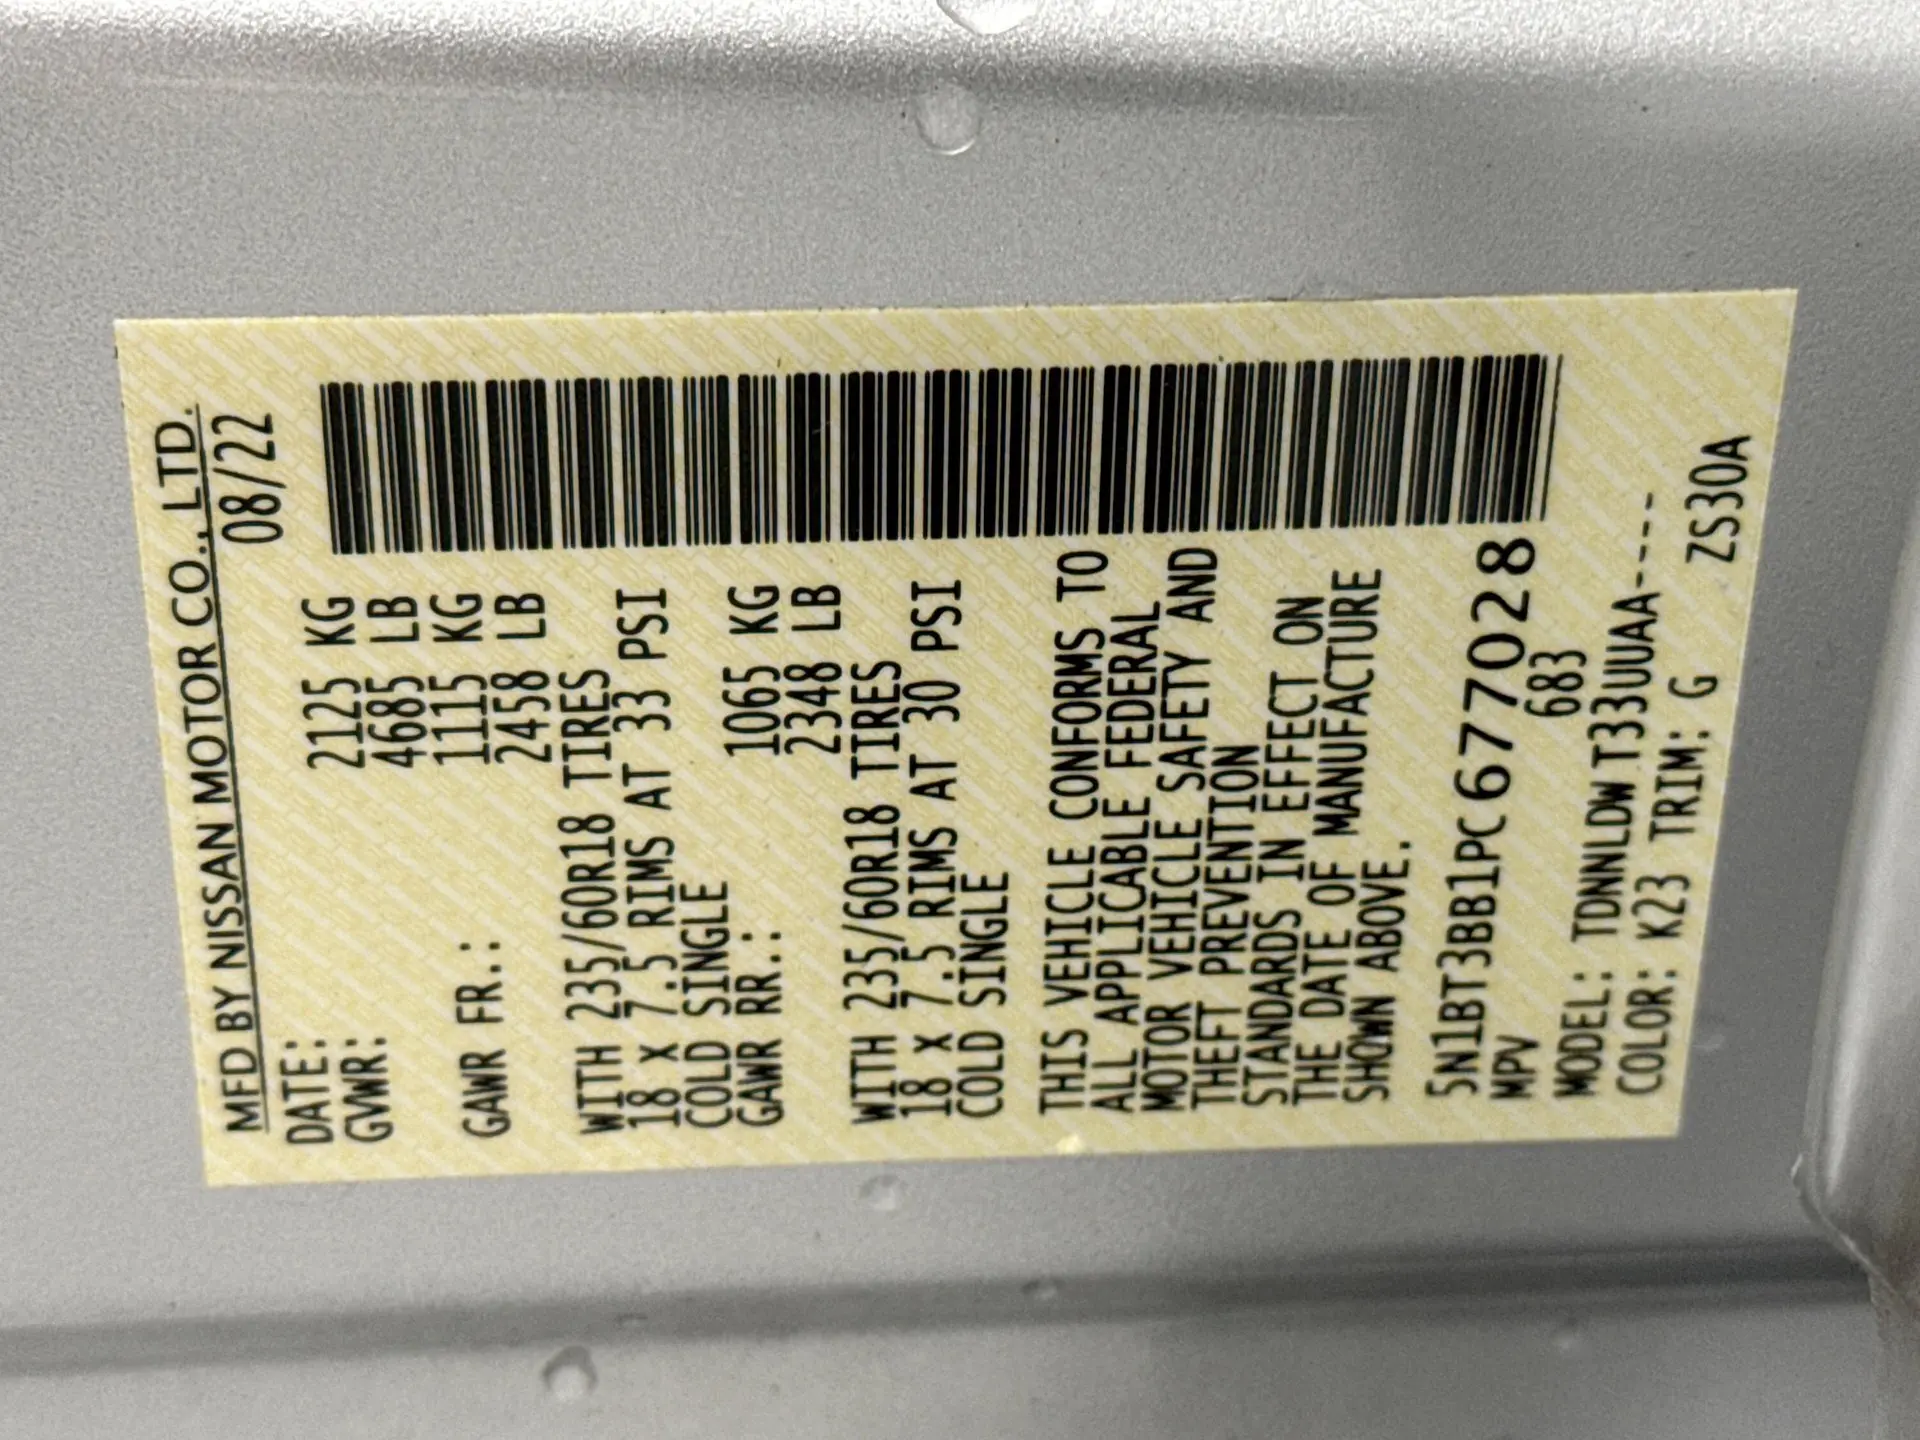 MFD BY NISSAN MOTOR CO., LTD.
DATE: 08/22
GVWR: 2125 KG
4685 LB
GAWR FR.: 1115 KG
2458 LB
WITH 235/60R18 TIRES
18 X 7.5 RIMS AT 33 PSI
COLD SINGLE
GAWR RR.: 1065 KG
2348 LB
WITH 235/60R18 TIRES
18 X 7.5 RIMS AT 30 PSI
COLD SINGLE
THIS VEHICLE CONFORMS TO
ALL APPLICABLE FEDERAL
MOTOR VEHICLE SAFETY AND
THEFT PREVENTION
STANDARDS IN EFFECT ON
THE DATE OF MANUFACTURE
SHOWN ABOVE.
5N1BT3BB1PC677028
MPV 683
MODEL: TDNNLDW T33UUAA----
COLOR: K23 TRIM: G ZS30A